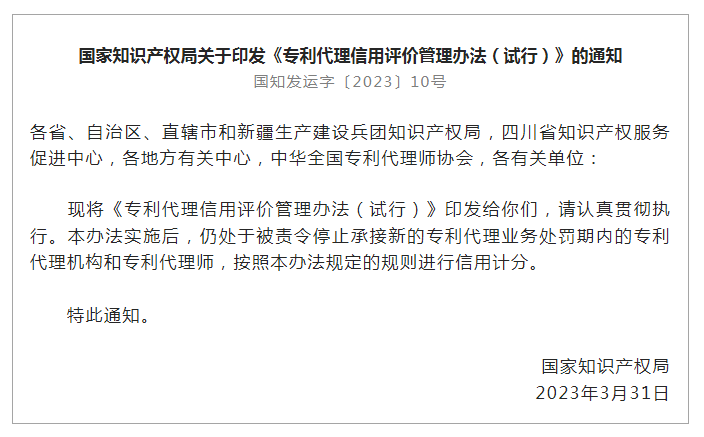 国家知识产权局关于印发《专利代理信用评价管理办法（试行）》的通知
国知发运字〔2023〕10号
各省、自治区、直辖市和新疆生产建设兵团知识产权局，四川省知识产权服务
促进中心，各地方有关中心，中华全国专利代理师协会，各有关单位：
现将《专利代理信用评价管理办法（试行）》印发给你们，请认真贯彻执
行。本办法实施后，仍处于被责令停止承接新的专利代理业务处罚期内的专利
代理机构和专利代理师，按照本办法规定的规则进行信用计分。
特此通知。
国家知识产权局
2023年3月31日